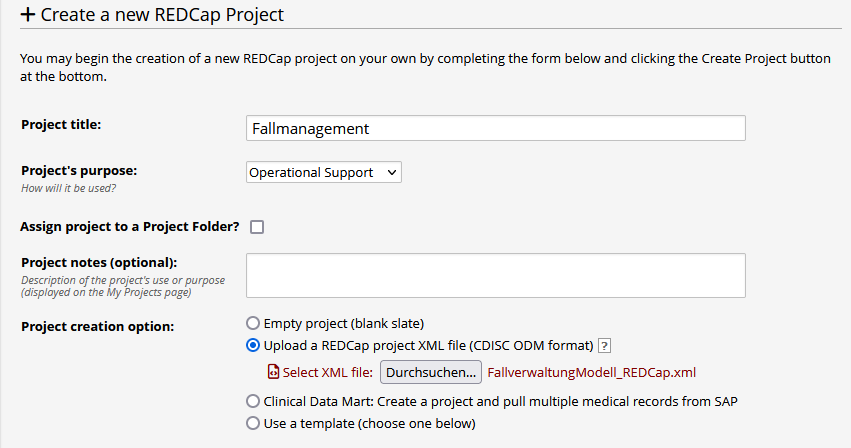 + Create a new REDCap Project
You may begin the creation of a new REDCap project on your own by completing the form below and clicking the Create Project button
at the bottom.
Project title:
Fallmanagement
Project's purpose:
Operational Support
How will it be used?
Assign project to a Project Folder?
Project notes (optional):
Description of the project's use or purpose
(displayed on the My Projects page)
Project creation option:
Empty project (blank slate)
Upload a REDCap project XML file (CDISC ODM format) ?
Select XML file: Durchsuchen... FallverwaltungModell_REDCap.xml
Clinical Data Mart: Create a project and pull multiple medical records from SAP
Use a template (choose one below)